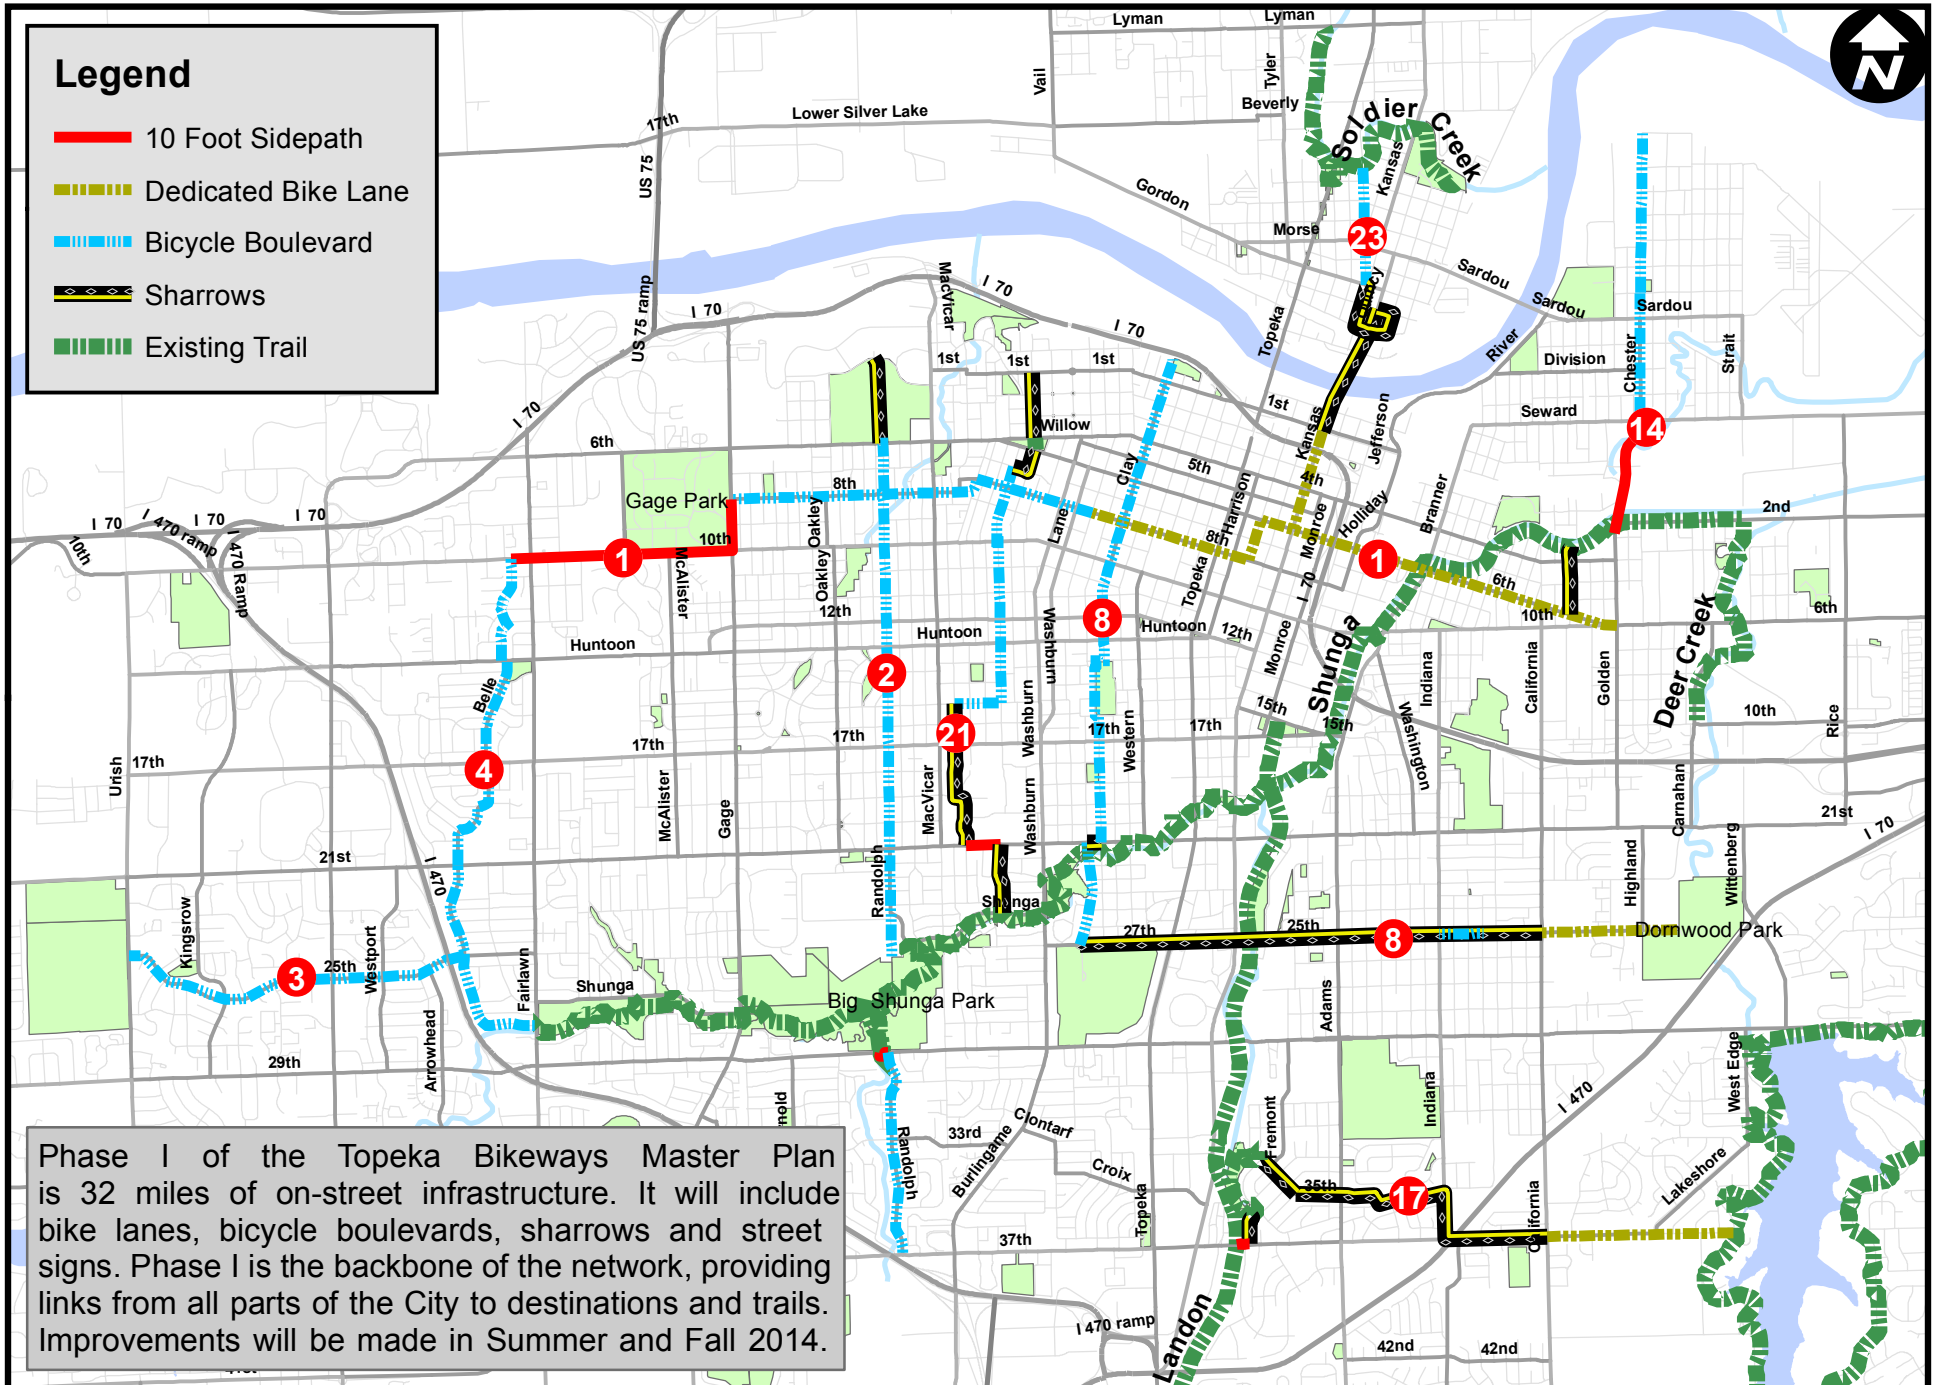 Legend
10 Foot Sidepath
Dedicated Bike Lane
Bicycle Boulevard
Sharrows
Existing Trail
N
Lyman
Lyman
Vail
Tyler
Beverly
Lower Silver Lake
17th
US 75
Soldier Creek
Kansas
Gordon
Morse
23
Quincy
Sardou
Sardou
Sardou
River
Division
Chester
Strait
Seward
14
US 75 ramp
I 70
MacVicar
I 70
I 70
Topeka
1st
1st
1st
1st
Willow
Kansas
Jefferson
I 70
6th
Gage Park
8th
Clay
5th
4th
Harrison
Lane
8th
Monroe
Holliday
Branner
2nd
I 70
I 470 ramp
I 70
I 70
10th
I 470 Ramp
10th
1
McAlister
Oakley
Oakley
12th
Topeka
I 70
1
6th
10th
6th
Huntoon
Huntoon
Washburn
8
Huntoon
12th
Monroe
Shunga
Indiana
California
Golden
Deer Creek
Belle
2
15th
15th
Washington
10th
Rice
Urish
17th
4
17th
17th
21
Washburn
17th
Western
17th
McAlister
Gage
MacVicar
Washburn
Carnahan
21st
I 70
21st
I 470
Randolph
Shunga
Highland
Wittenberg
Kingsrow
3
25th
Westport
Fairlawn
27th
25th
8
Dornwood Park
Shunga
Big Shunga Park
Adams
Arrowhead
29th
West Edge
I 470
nold
33rd
Clontarf
Burlingame
Croix
Randolph
Fremont
Indiana
35th
17
Lakeshore
Topeka
California
37th
Landon
I 470 ramp
42nd
42nd
41st
Phase I of the Topeka Bikeways Master Plan
is 32 miles of on-street infrastructure. It will include
bike lanes, bicycle boulevards, sharrows and street
signs. Phase I is the backbone of the network, providing
links from all parts of the City to destinations and trails.
Improvements will be made in Summer and Fall 2014.